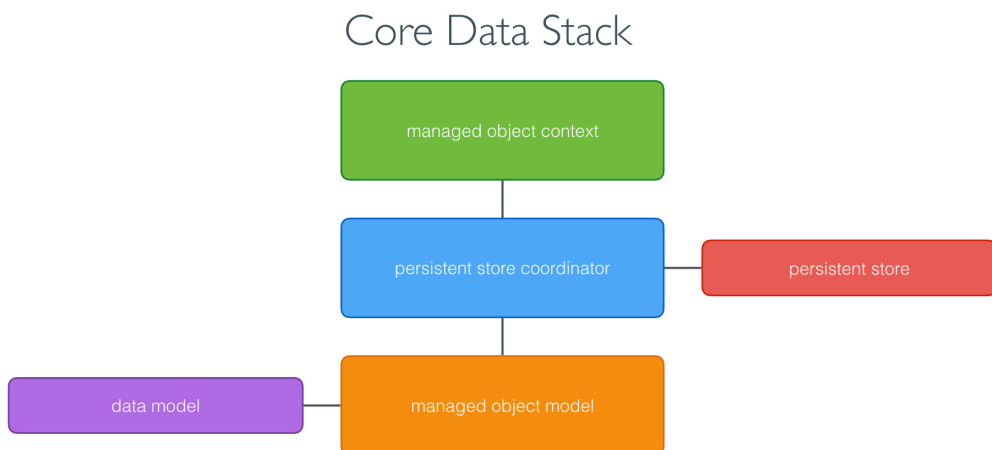 Core Data Stack
managed object context
persistent store coordinator
persistent store
data model
managed object model